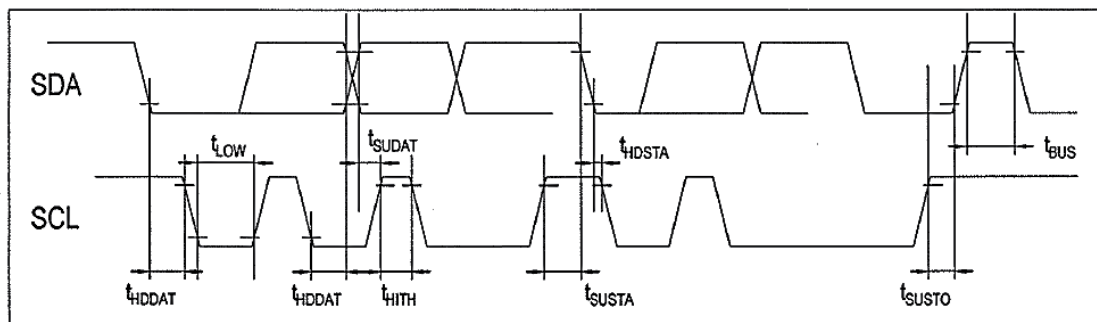 SDA
tLOW
tSUDAT
tHDSTA
tBUS
SCL
tHDDAT
tHDDAT
tHITH
tSUSTA
tSUSTO